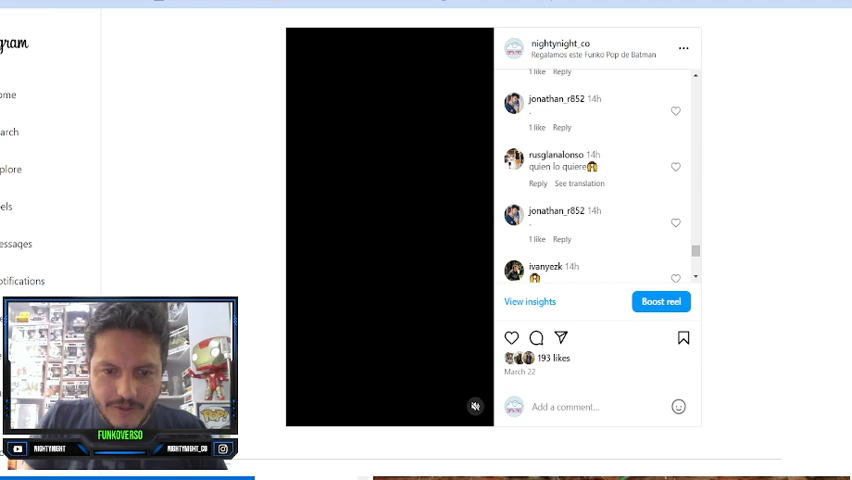 gram
ome
arch
plore
els
essages
otifications
nightynight_co
Regalamos este Funko Pop de Batman
1 like Reply
jonathan_r852 14h
.
1 like Reply
rusglanalonso 14h
quien lo quiere🙌
Reply See translation
jonathan_r852 14h
.
1 like Reply
ivanyezk 14h
View insights
Boost reel
193 likes
March 22
Add a comment...
POP!
FUNKOVERSO
NIGHTYNIGHT
NIGHTYNIGHT_CO